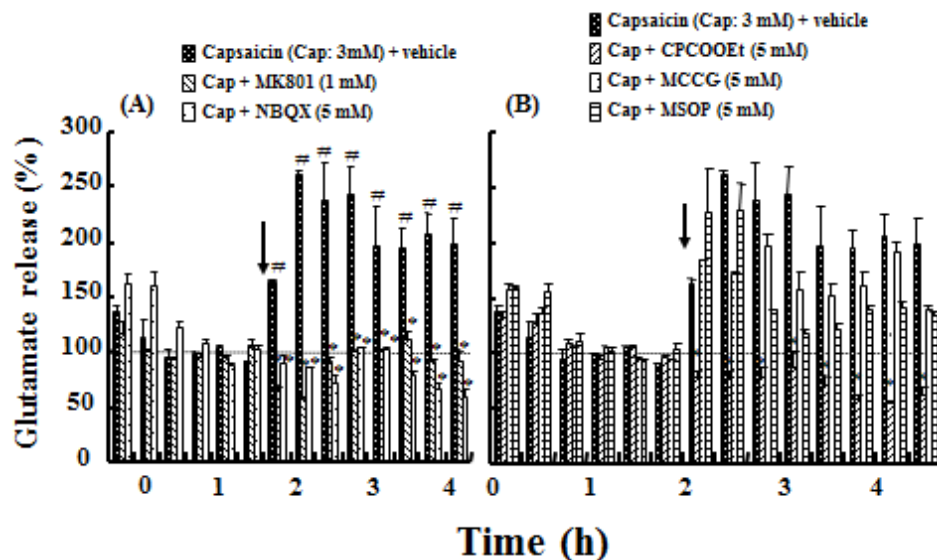 Capsaicin (Cap: 3mM) + vehicle
Cap + MK801 (1 mM)
Cap + NBQX (5 mM)
(A)
Capsaicin (Cap: 3 mM) + vehicle
Cap + CPCOOEt (5 mM)
Cap + MCCG (5 mM)
Cap + MSOP (5 mM)
(B)
Glutamate release (%)
300
250
200
150
100
50
0
# # # # # # # #
* * * * * * * * * * * * * *
0 1 2 3 4
0 1 2 3 4
Time (h)